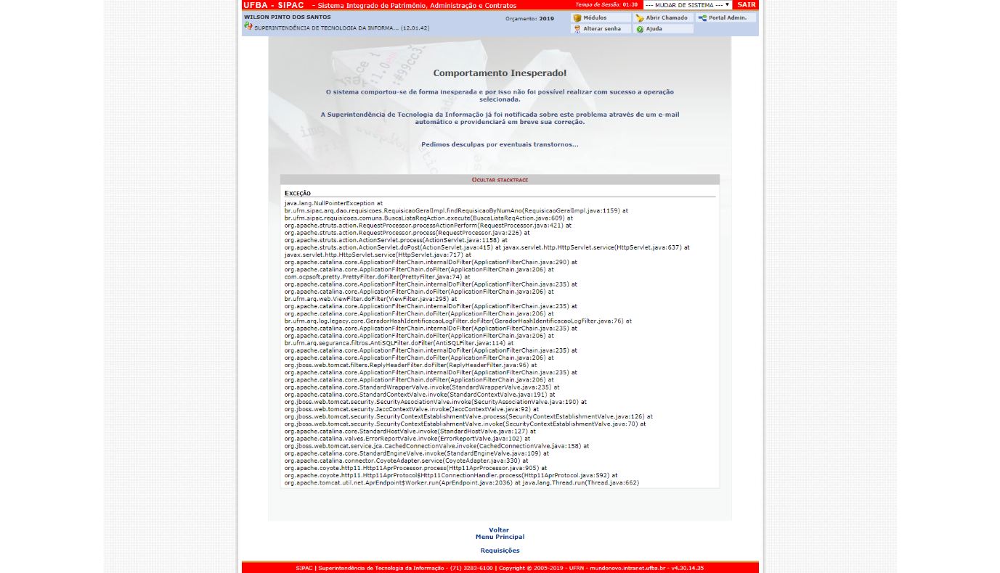 UFBA - SIPAC - Sistema Integrado de Patrimônio, Administração e Contratos
Tempo de Sessão: 01:30
--- MUDAR DE SISTEMA ---
SAIR
WILSON PINTO DOS SANTOS
Orçamento: 2019
Módulos
Abrir Chamado
Portal Admin.
SUPERINTENDÊNCIA DE TECNOLOGIA DA INFORMA... (12.01.42)
Alterar senha
Ajuda
Comportamento Inesperado!
O sistema comportou-se de forma inesperada e por isso não foi possível realizar com sucesso a operação
selecionada.
A Superintendência de Tecnologia da Informação já foi notificada sobre este problema através de um e-mail
automático e providenciará em breve sua correção.
Pedimos desculpas por eventuais transtornos...
Ocultar stacktrace
Exceção
java.lang.NullPointerException at
br.ufrn.sipac.arq.dao.requisicoes.RequisicaoGeralImpl.findRequisicaoByNumAno(RequisicaoGeralImpl.java:1159) at
br.ufrn.sipac.requisicoes.comuns.BuscaListaReqAction.execute(BuscaListaReqAction.java:609) at
org.apache.struts.action.RequestProcessor.processActionPerform(RequestProcessor.java:421) at
org.apache.struts.action.RequestProcessor.process(RequestProcessor.java:226) at
org.apache.struts.action.ActionServlet.process(ActionServlet.java:1158) at
org.apache.struts.action.ActionServlet.doPost(ActionServlet.java:415) at javax.servlet.http.HttpServlet.service(HttpServlet.java:637) at
javax.servlet.http.HttpServlet.service(HttpServlet.java:717) at
org.apache.catalina.core.ApplicationFilterChain.internalDoFilter(ApplicationFilterChain.java:290) at
org.apache.catalina.core.ApplicationFilterChain.doFilter(ApplicationFilterChain.java:206) at
com.ocpsoft.pretty.PrettyFilter.doFilter(PrettyFilter.java:74) at
org.apache.catalina.core.ApplicationFilterChain.internalDoFilter(ApplicationFilterChain.java:235) at
org.apache.catalina.core.ApplicationFilterChain.doFilter(ApplicationFilterChain.java:206) at
br.ufrn.arq.web.ViewFilter.doFilter(ViewFilter.java:295) at
org.apache.catalina.core.ApplicationFilterChain.internalDoFilter(ApplicationFilterChain.java:235) at
org.apache.catalina.core.ApplicationFilterChain.doFilter(ApplicationFilterChain.java:206) at
br.ufrn.arq.log.legacy.core.GeradorHashIdentificacaoLogFilter.doFilter(GeradorHashIdentificacaoLogFilter.java:76) at
org.apache.catalina.core.ApplicationFilterChain.internalDoFilter(ApplicationFilterChain.java:235) at
org.apache.catalina.core.ApplicationFilterChain.doFilter(ApplicationFilterChain.java:206) at
br.ufrn.arq.seguranca.filtros.AntiSQLFilter.doFilter(AntiSQLFilter.java:114) at
org.apache.catalina.core.ApplicationFilterChain.internalDoFilter(ApplicationFilterChain.java:235) at
org.apache.catalina.core.ApplicationFilterChain.doFilter(ApplicationFilterChain.java:206) at
org.jboss.web.tomcat.filters.ReplyHeaderFilter.doFilter(ReplyHeaderFilter.java:96) at
org.apache.catalina.core.ApplicationFilterChain.internalDoFilter(ApplicationFilterChain.java:235) at
org.apache.catalina.core.ApplicationFilterChain.doFilter(ApplicationFilterChain.java:206) at
org.apache.catalina.core.StandardWrapperValve.invoke(StandardWrapperValve.java:235) at
org.apache.catalina.core.StandardContextValve.invoke(StandardContextValve.java:191) at
org.jboss.web.tomcat.security.SecurityAssociationValve.invoke(SecurityAssociationValve.java:190) at
org.jboss.web.tomcat.security.JaccContextValve.invoke(JaccContextValve.java:92) at
org.jboss.web.tomcat.security.SecurityContextEstablishmentValve.process(SecurityContextEstablishmentValve.java:126) at
org.jboss.web.tomcat.security.SecurityContextEstablishmentValve.invoke(SecurityContextEstablishmentValve.java:70) at
org.apache.catalina.core.StandardHostValve.invoke(StandardHostValve.java:127) at
org.apache.catalina.valves.ErrorReportValve.invoke(ErrorReportValve.java:102) at
org.jboss.web.tomcat.service.jca.CachedConnectionValve.invoke(CachedConnectionValve.java:158) at
org.apache.catalina.core.StandardEngineValve.invoke(StandardEngineValve.java:109) at
org.apache.catalina.connector.CoyoteAdapter.service(CoyoteAdapter.java:330) at
org.apache.coyote.http11.Http11AprProcessor.process(Http11AprProcessor.java:905) at
org.apache.coyote.http11.Http11AprProtocol$Http11ConnectionHandler.process(Http11AprProtocol.java:592) at
org.apache.tomcat.util.net.AprEndpoint$Worker.run(AprEndpoint.java:2036) at java.lang.Thread.run(Thread.java:662)
Voltar
Menu Principal
Requisições
SIPAC | Superintendência de Tecnologia da Informação - (71) 3283-6100 | Copyright © 2005-2019 - UFRN - mundonovo.intranet.ufba.br - v4.30.14.35